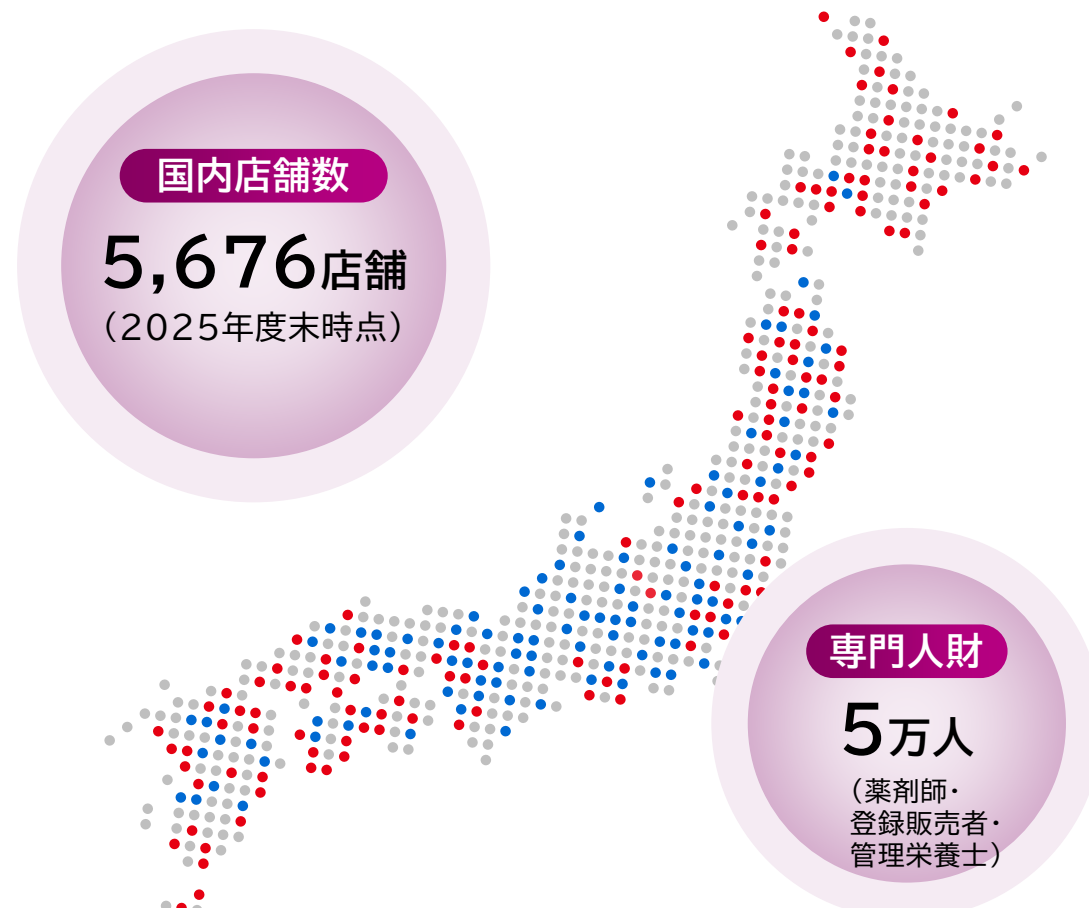 国内店舗数
5,676店舗
（2025年度末時点）
専門人財
5万人
（薬剤師・
登録販売者・
管理栄養士）